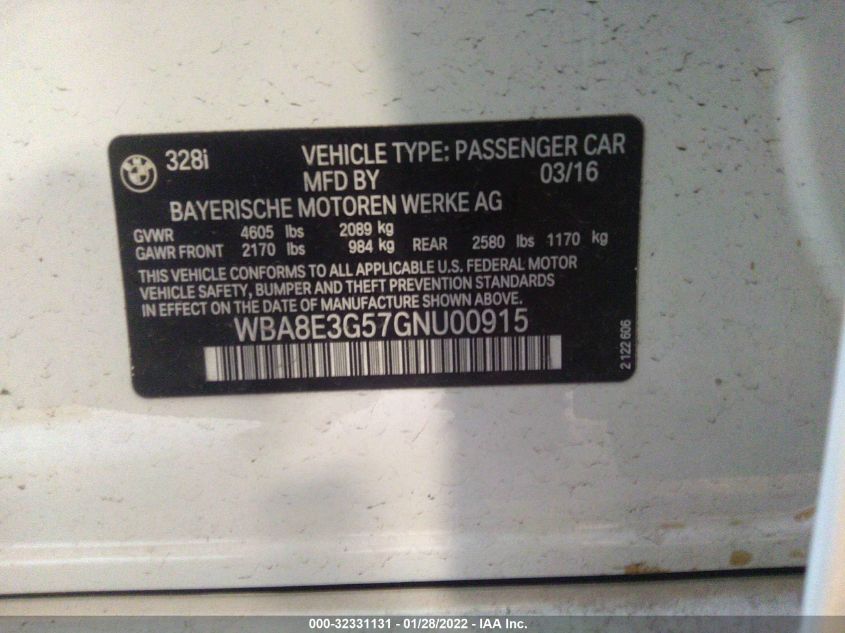 BMW
328i VEHICLE TYPE: PASSENGER CAR
MFD BY 03/16
BAYERISCHE MOTOREN WERKE AG
GVWR 4605 lbs 2089 kg
GAWR FRONT 2170 lbs 984 kg REAR 2580 lbs 1170 kg
THIS VEHICLE CONFORMS TO ALL APPLICABLE U.S. FEDERAL MOTOR
VEHICLE SAFETY, BUMPER AND THEFT PREVENTION STANDARDS
IN EFFECT ON THE DATE OF MANUFACTURE SHOWN ABOVE.
WBA8E3G57GNU00915
2 122 606
000-32331131 - 01/28/2022 - IAA Inc.